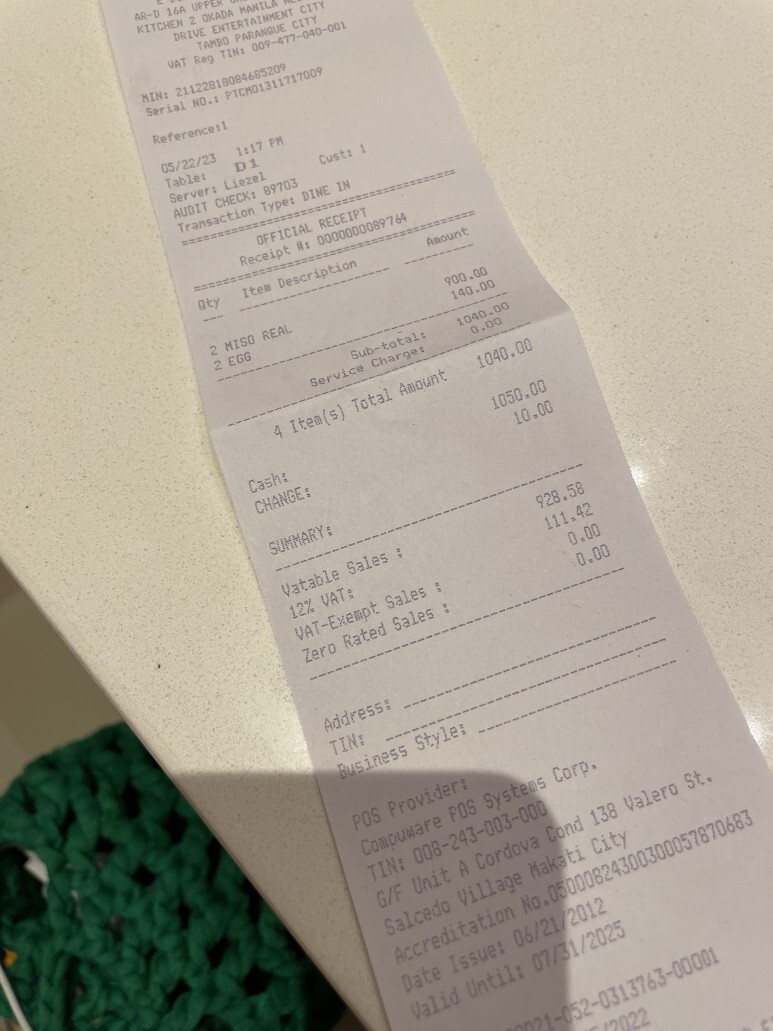 AR-D 16A UPPER
KITCHEN 2 OKADA MANILA
DRIVE ENTERTAINMENT CITY
TAMBO PARANQUE CITY
VAT Reg TIN: 009-477-040-001
MIN: 21122818084685209
Serial NO.: PTCM01311717009
Reference:1
05/22/23 1:17 PM
Table: D1 Cust: 1
Server: Liezel
AUDIT CHECK: 89703
Transaction Type: DINE IN
OFFICIAL RECEIPT
Receipt #: 0000000089764
Qty Item Description Amount
2 MISO REAL 900.00
2 EGG 140.00
Sub-total: 1040.00
Service Charge: 0.00
4 Item(s) Total Amount 1040.00
Cash: 1050.00
CHANGE: 10.00
SUMMARY:
Vatable Sales : 928.58
12% VAT: 111.42
VAT-Exempt Sales : 0.00
Zero Rated Sales : 0.00
Address:
TIN:
Business Style:
POS Provider:
Compuware POS Systems Corp.
TIN: 008-243-003-000
G/F Unit A Cordova Cond 138 Valero St.
Salcedo Village Makati City
Accreditation No.05000824300300057870683
Date Issue: 06/21/2012
Valid Until: 07/31/2025
021-052-0313763-00001
/2022